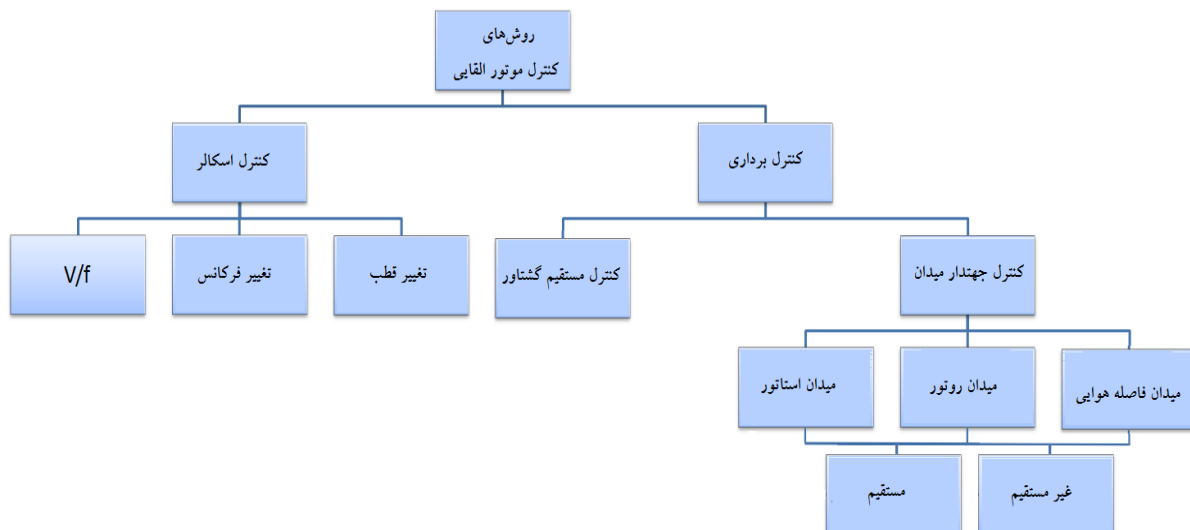 روش‌های
کنترل موتور القایی
کنترل برداری
کنترل اسکالر
کنترل جهتدار میدان
کنترل مستقیم گشتاور
تغییر قطب
تغییر فرکانس
V/f
میدان فاصله هوایی
میدان روتور
میدان استاتور
غیر مستقیم
مستقیم